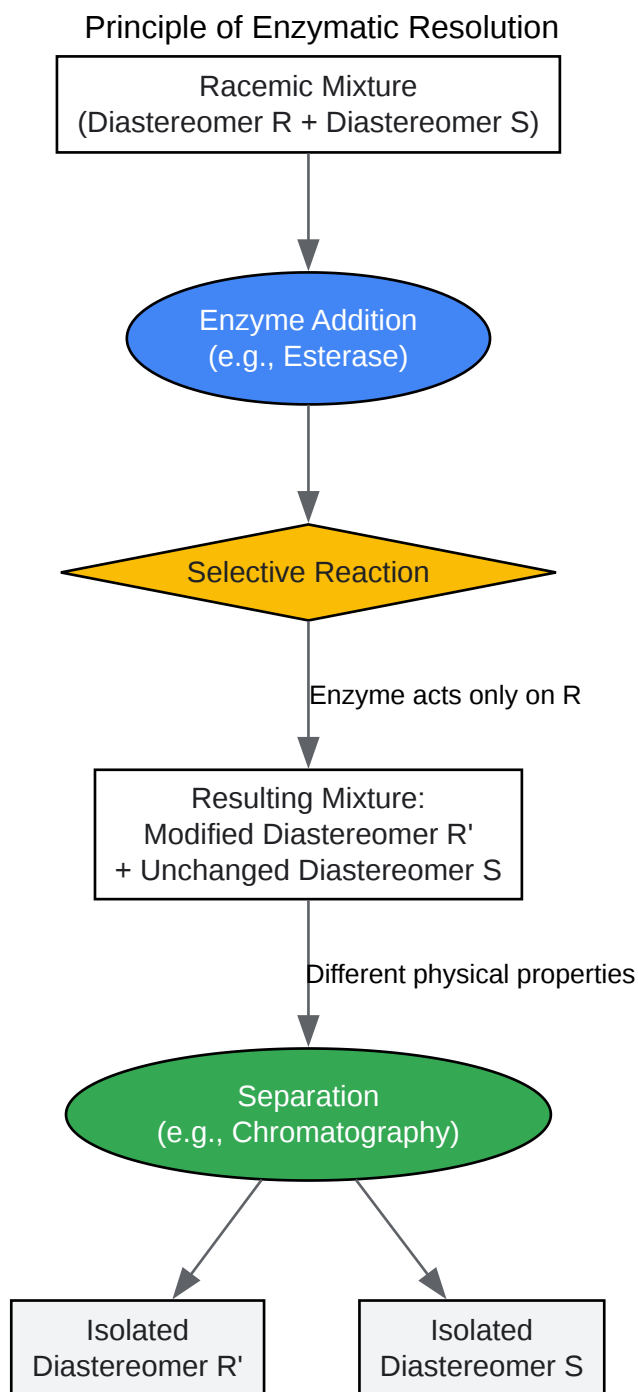 Principle of Enzymatic Resolution
Racemic Mixture
(Diastereomer R + Diastereomer S)
Enzyme Addition
(e.g., Esterase)
Selective Reaction
Enzyme acts only on R
Resulting Mixture:
Modified Diastereomer R'
+ Unchanged Diastereomer S
Different physical properties
Separation
(e.g., Chromatography)
Isolated
Diastereomer R'
Isolated
Diastereomer S